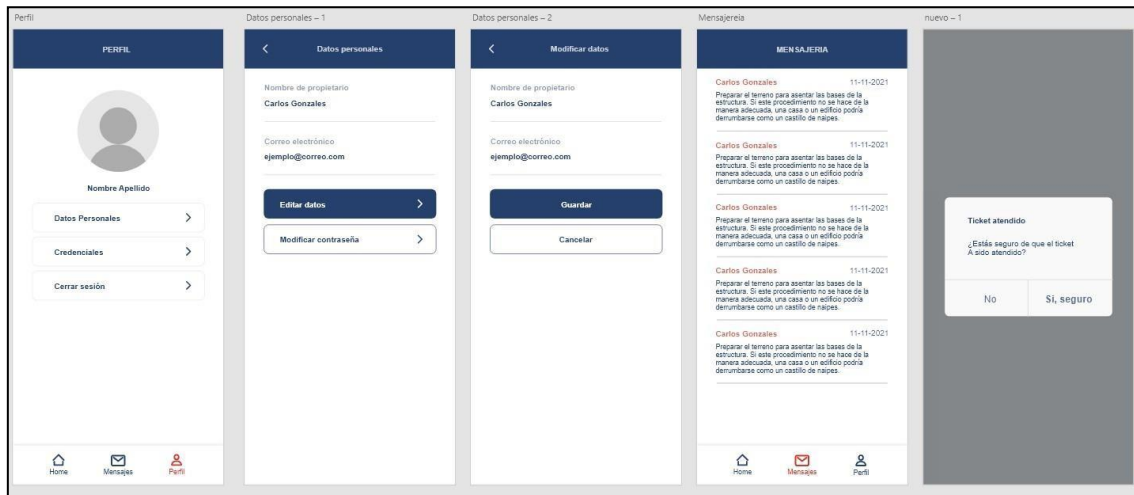 Perfil
PERFIL
Nombre Apellido
Datos Personales
Credenciales
Cerrar sesión
Home
Mensajes
Perfil
Datos personales – 1
Datos personales
Nombre de propietario
Carlos Gonzales
Correo electrónico
ejemplo@correo.com
Editar datos
Modificar contraseña
Datos personales – 2
Modificar datos
Nombre de propietario
Carlos Gonzales
Correo electrónico
ejemplo@correo.com
Guardar
Cancelar
Mensajereía
MENSAJERIA
Carlos Gonzales 11-11-2021
Preparar el terreno para asentar las bases de la
estructura. Si este procedimiento no se hace de la
manera adecuada, una casa o un edificio podría
derrumbarse como un castillo de naipes.
Carlos Gonzales 11-11-2021
Preparar el terreno para asentar las bases de la
estructura. Si este procedimiento no se hace de la
manera adecuada, una casa o un edificio podría
derrumbarse como un castillo de naipes.
Carlos Gonzales 11-11-2021
Preparar el terreno para asentar las bases de la
estructura. Si este procedimiento no se hace de la
manera adecuada, una casa o un edificio podría
derrumbarse como un castillo de naipes.
Carlos Gonzales 11-11-2021
Preparar el terreno para asentar las bases de la
estructura. Si este procedimiento no se hace de la
manera adecuada, una casa o un edificio podría
derrumbarse como un castillo de naipes.
Carlos Gonzales 11-11-2021
Preparar el terreno para asentar las bases de la
estructura. Si este procedimiento no se hace de la
manera adecuada, una casa o un edificio podría
derrumbarse como un castillo de naipes.
Home
Mensajes
Perfil
nuevo – 1
Ticket atendido
¿Estás seguro de que el ticket
A sido atendido?
No
Si, seguro